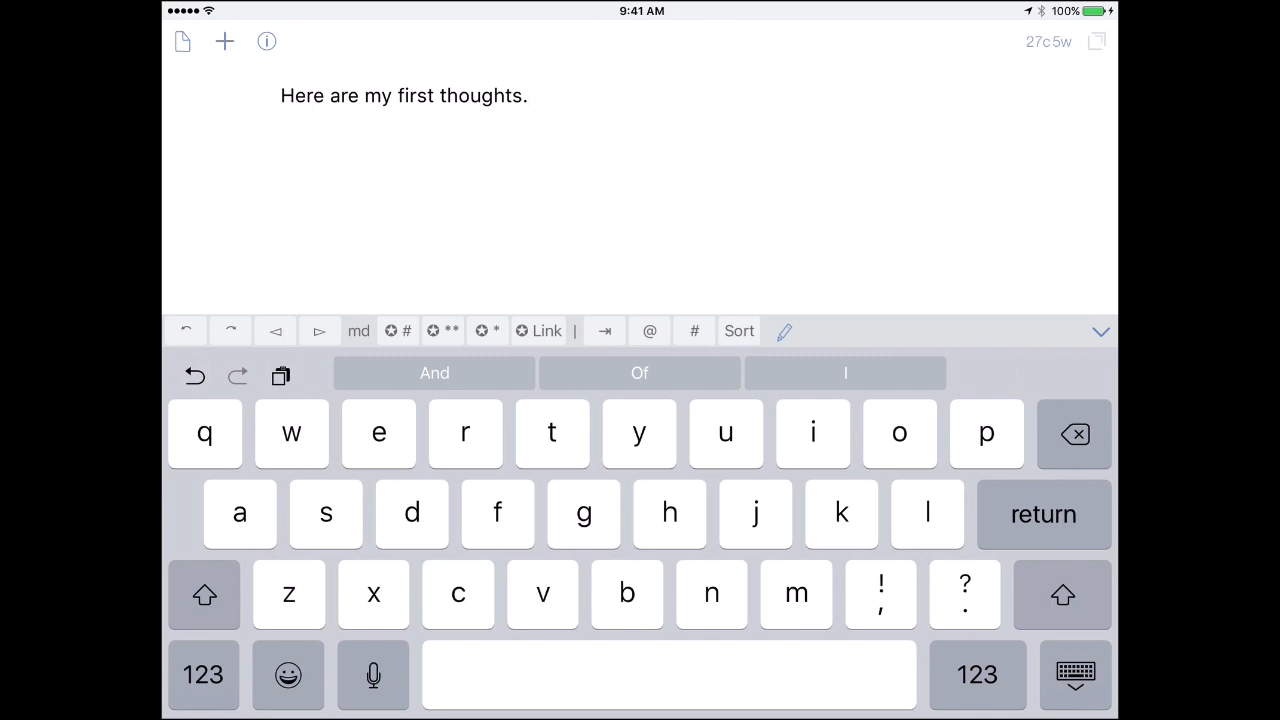 9:41 AM
100%
27c5w
Here are my first thoughts.
md # ** * Link | @ # Sort
And Of I
q w e r t y u i o p
a s d f g h j k l return
z x c v b n m ! , ? .
123 123